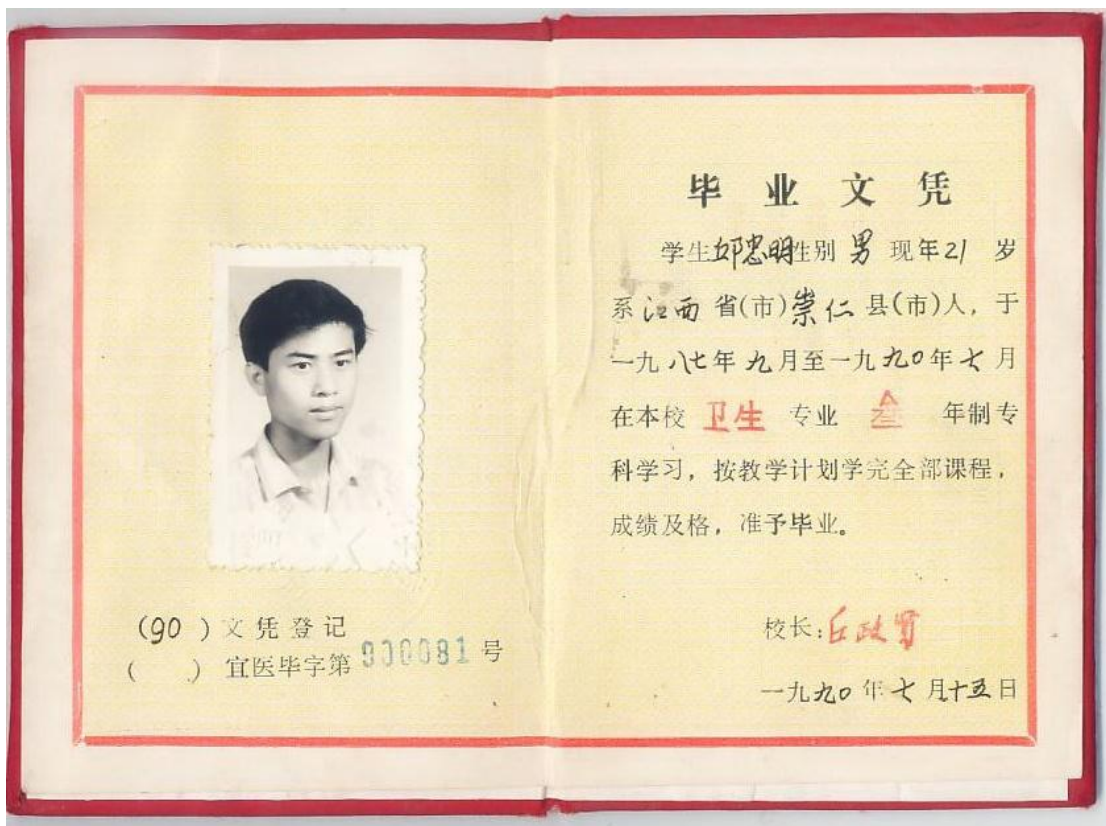 (90 ) 文凭登记
( ) 宜医毕字第900081号
毕业文凭
学生邱忠明性别 男 现年21 岁
系江西省(市)崇仁县(市)人，于
一九八七年九月至一九九0年七月
在本校 卫生 专业 叁 年制专
科学习，按教学计划学完全部课程，
成绩及格，准予毕业。
校长：丘政贤
一九九0年七月十五日